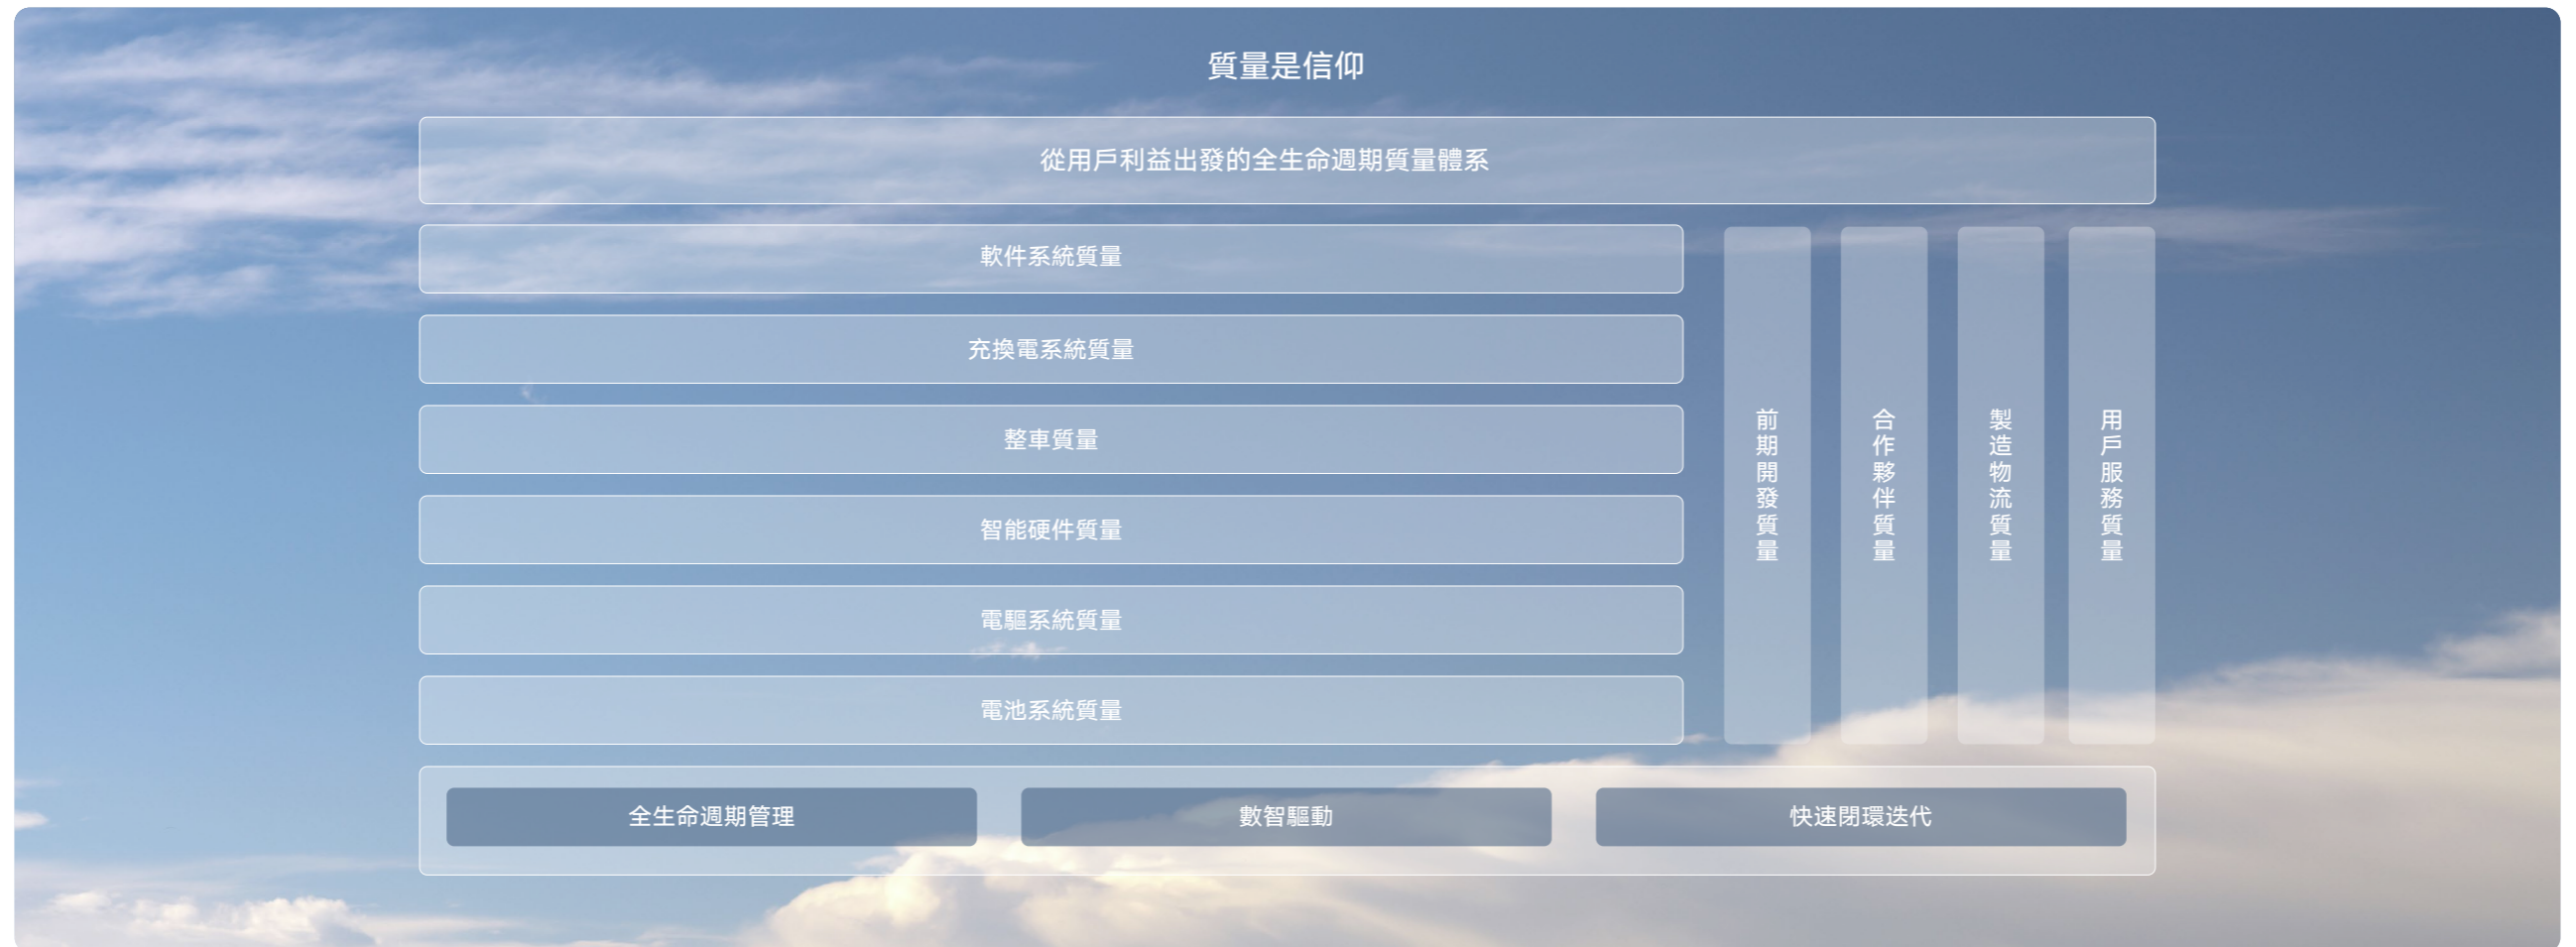 質量是信仰
從用戶利益出發的全生命週期質量體系
軟件系統質量
充換電系統質量
整車質量
智能硬件質量
電驅系統質量
電池系統質量
前期開發質量
合作夥伴質量
製造物流質量
用戶服務質量
全生命週期管理
數智驅動
快速閉環迭代